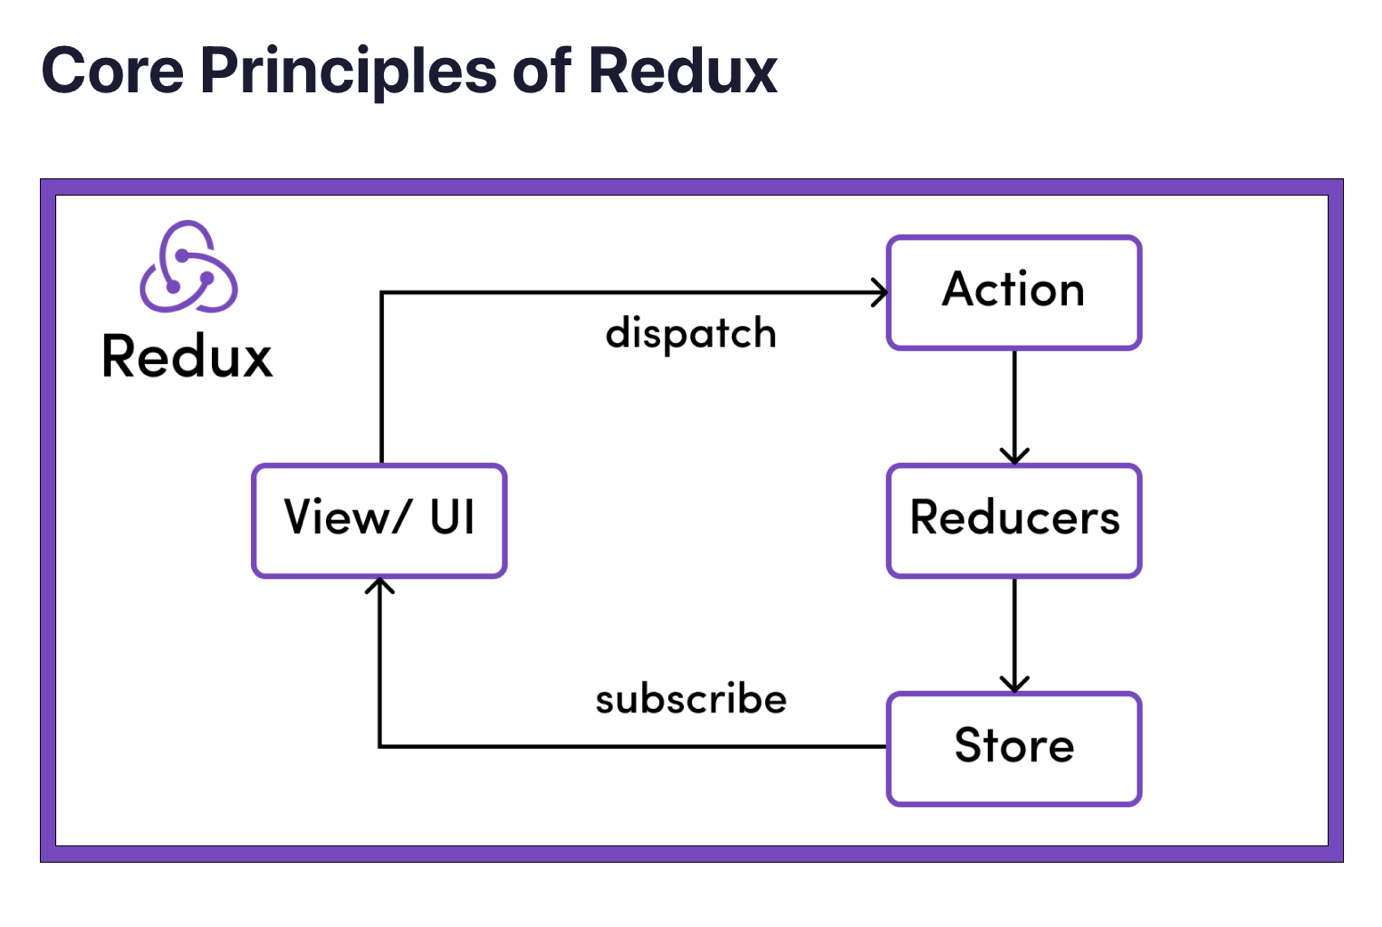 Core Principles of Redux
Redux
Action
dispatch
View/ UI
Reducers
subscribe
Store